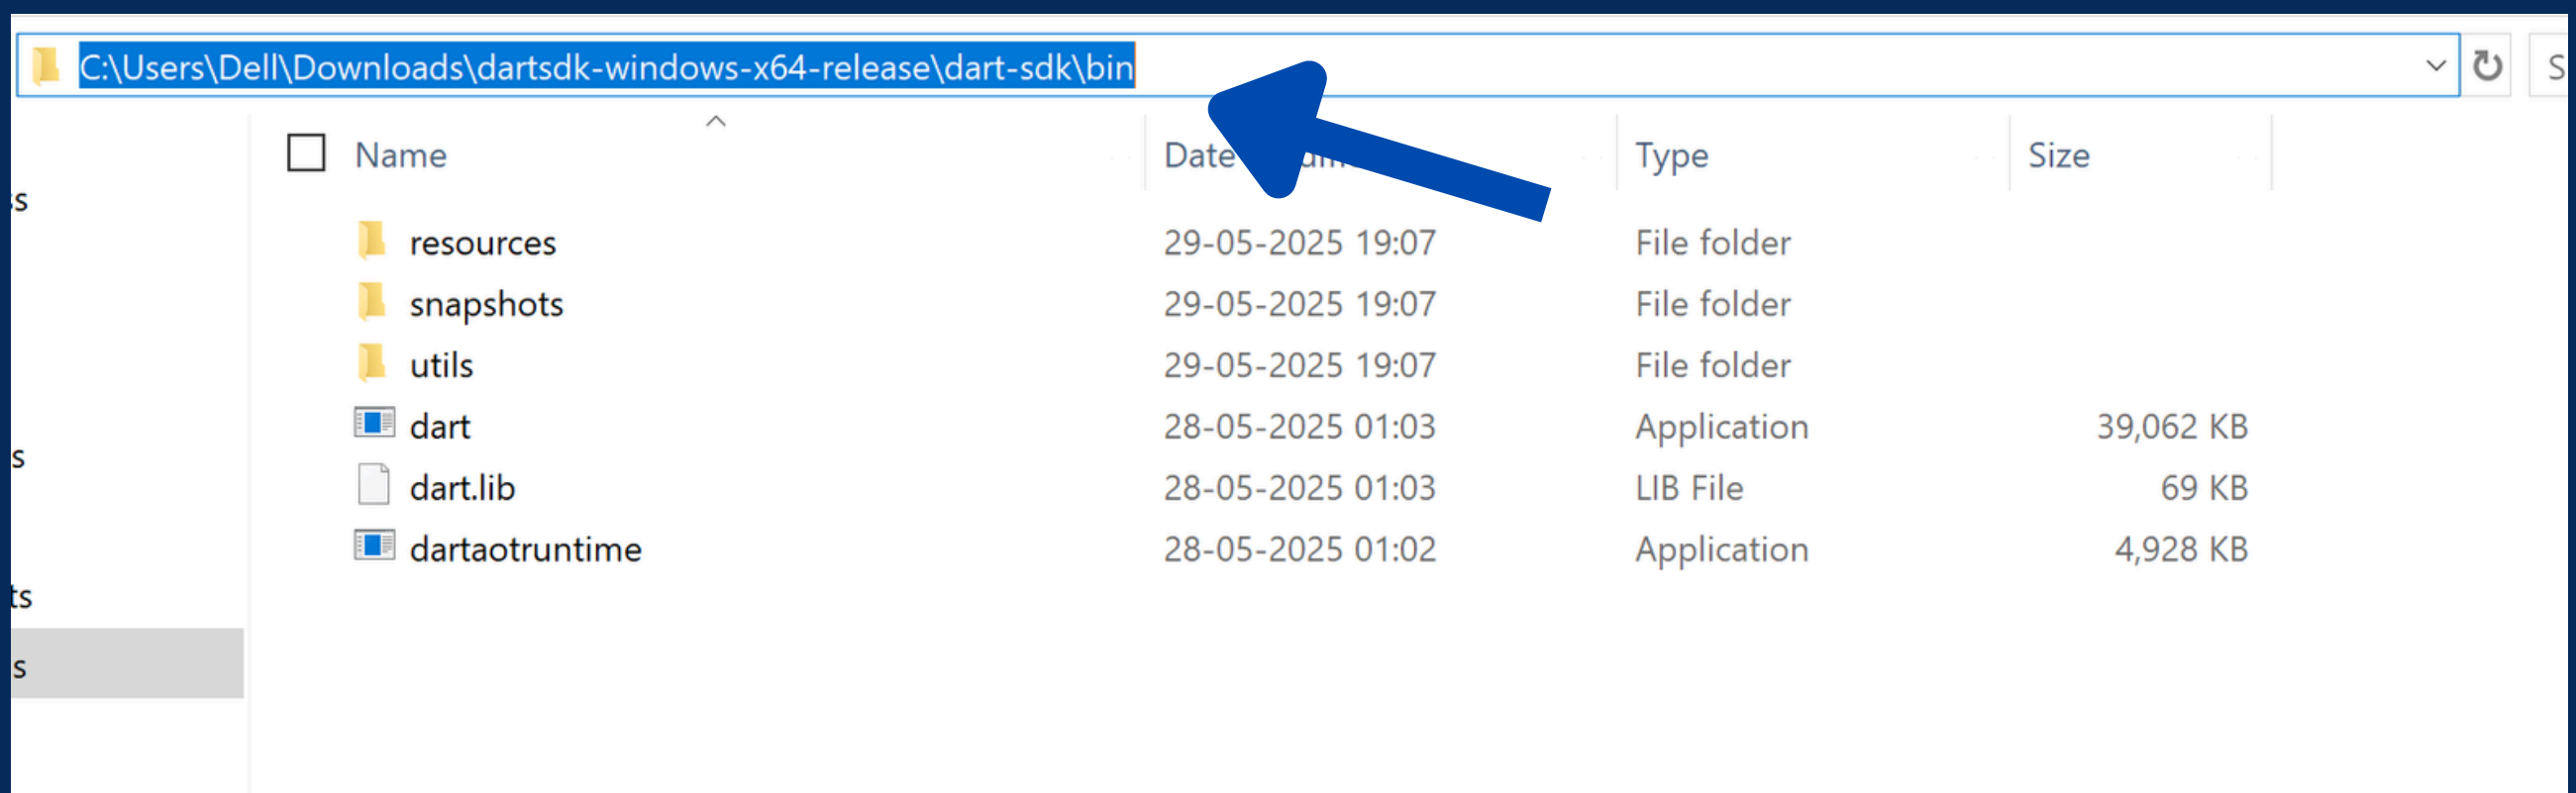 C:\Users\Dell\Downloads\dartsdk-windows-x64-release\dart-sdk\bin
S
Name Date Type Size
resources 29-05-2025 19:07 File folder
snapshots 29-05-2025 19:07 File folder
utils 29-05-2025 19:07 File folder
dart 28-05-2025 01:03 Application 39,062 KB
dart.lib 28-05-2025 01:03 LIB File 69 KB
dartaotruntime 28-05-2025 01:02 Application 4,928 KB